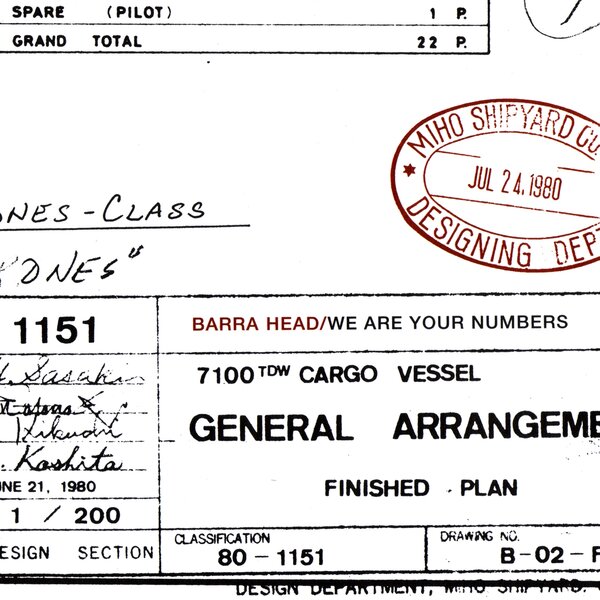 SPARE (PILOT) 1 P.
GRAND TOTAL 22 P.
MIHO SHIPYARD CO.
JUL 24.1980
DESIGNING DEPT
NES - CLASS
DNES"
1151
BARRA HEAD/WE ARE YOUR NUMBERS
Sasaki
7100 TDW CARGO VESSEL
Kikuchi
GENERAL ARRANGEME
Koshita
UNE 21, 1980
FINISHED PLAN
1 / 200
CLASSIFICATION
80 - 1151
DRAWING NO.
B - 02 - F
ESIGN SECTION
DESIGN DEPARTMENT, MIHO SHIPYARD.